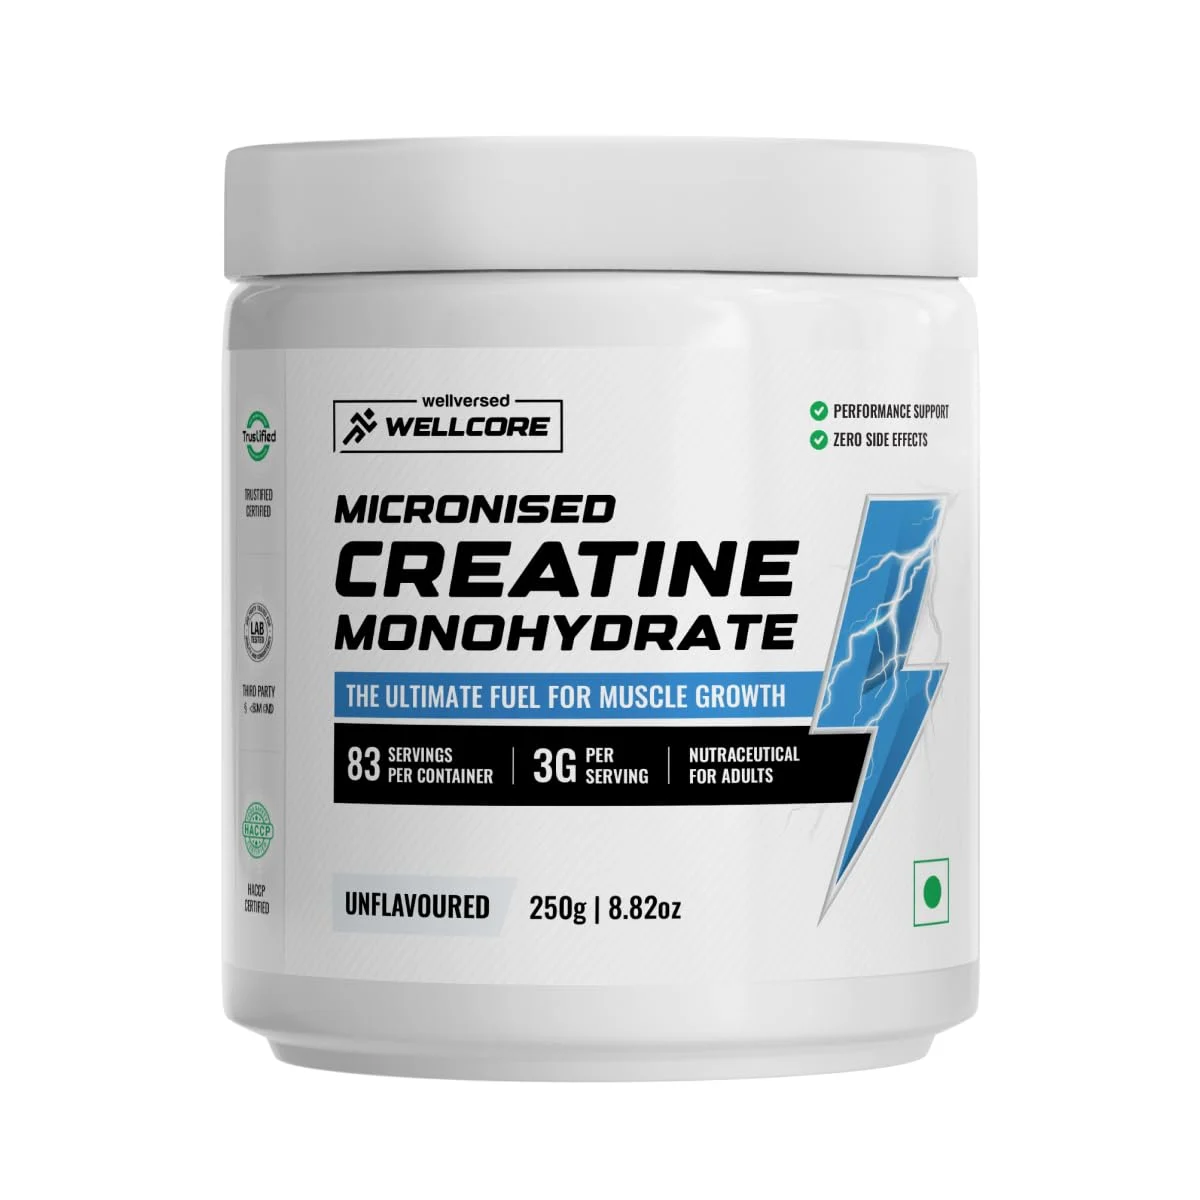 wellversed
WELLCORE
PERFORMANCE SUPPORT
ZERO SIDE EFFECTS
Trustified
TRUSTIFIED
CERTIFIED
MICRONISED
CREATINE
MONOHYDRATE
THE ULTIMATE FUEL FOR MUSCLE GROWTH
83 SERVINGS
PER CONTAINER
3G PER
SERVING
NUTRACEUTICAL
FOR ADULTS
LAB
TESTED
THIRD PARTY
HACCP
HACCP
CERTIFIED
UNFLAVOURED
250g | 8.82oz